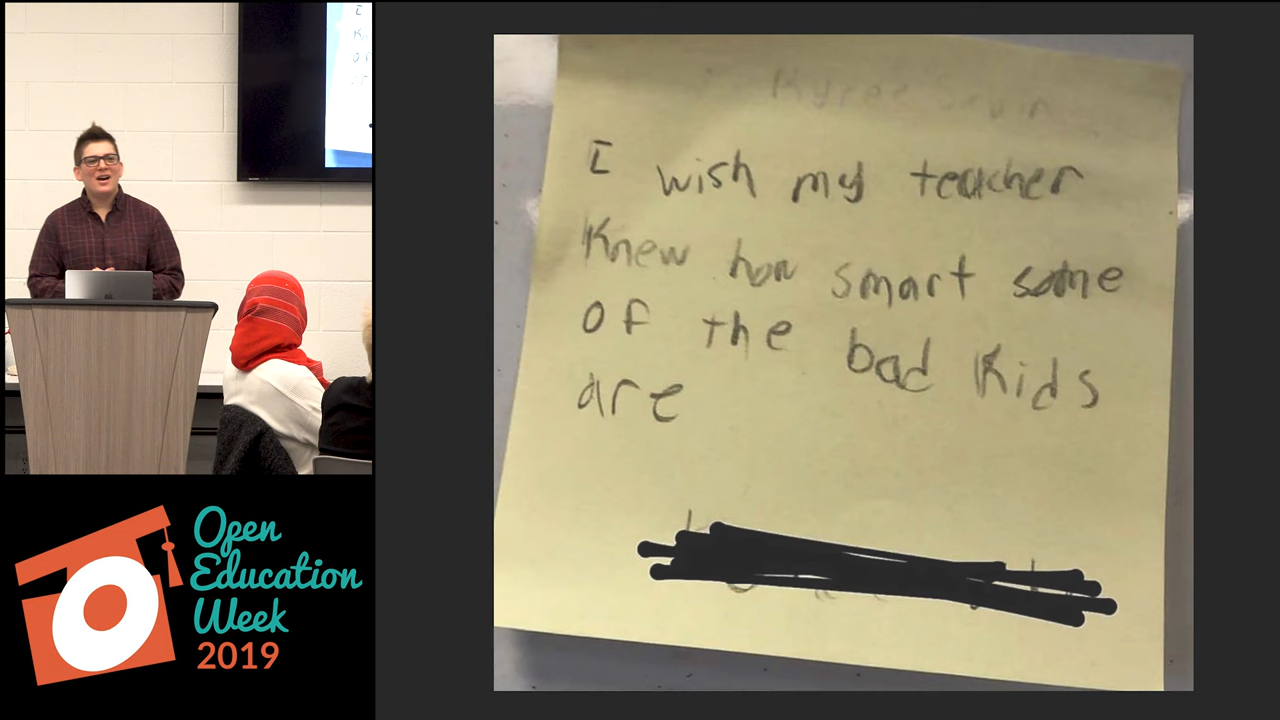 I wish my teacher
Knew how smart some
of the bad Kids
are
Open
Education
Week
2019